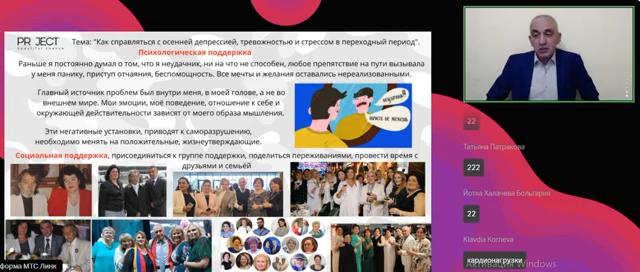 PR JECT
Тема: "Как справляться с осенней депрессией, тревожностью и стрессом в переходный период".
Психологическая поддержка
Раньше я постоянно думал о том, что я неудачник, ни на что не способен, любое препятствие на пути вызывала
у меня панику, приступ отчаяния, беспомощность. Все мечты и желания оставались нереализованными.
Главный источник проблем был внутри меня, в моей голове, а не во
внешнем мире. Мои эмоции, моё поведение, отношение к себе и
окружающей действительности зависят от моего образа мышления.
Эти негативные установки, приводят к саморазрушению,
необходимо менять на положительные, жизнеутверждающие.
Социальная поддержка, присоединиться к группе поддержки, поделиться переживаниями, провести время с
друзьями и семьёй
22
Татьяна Патракова
222
Йотка Халачева Больгария
22
Klavdia Korneva
кардионагрузки
форма МТС Линк
Активация Windows